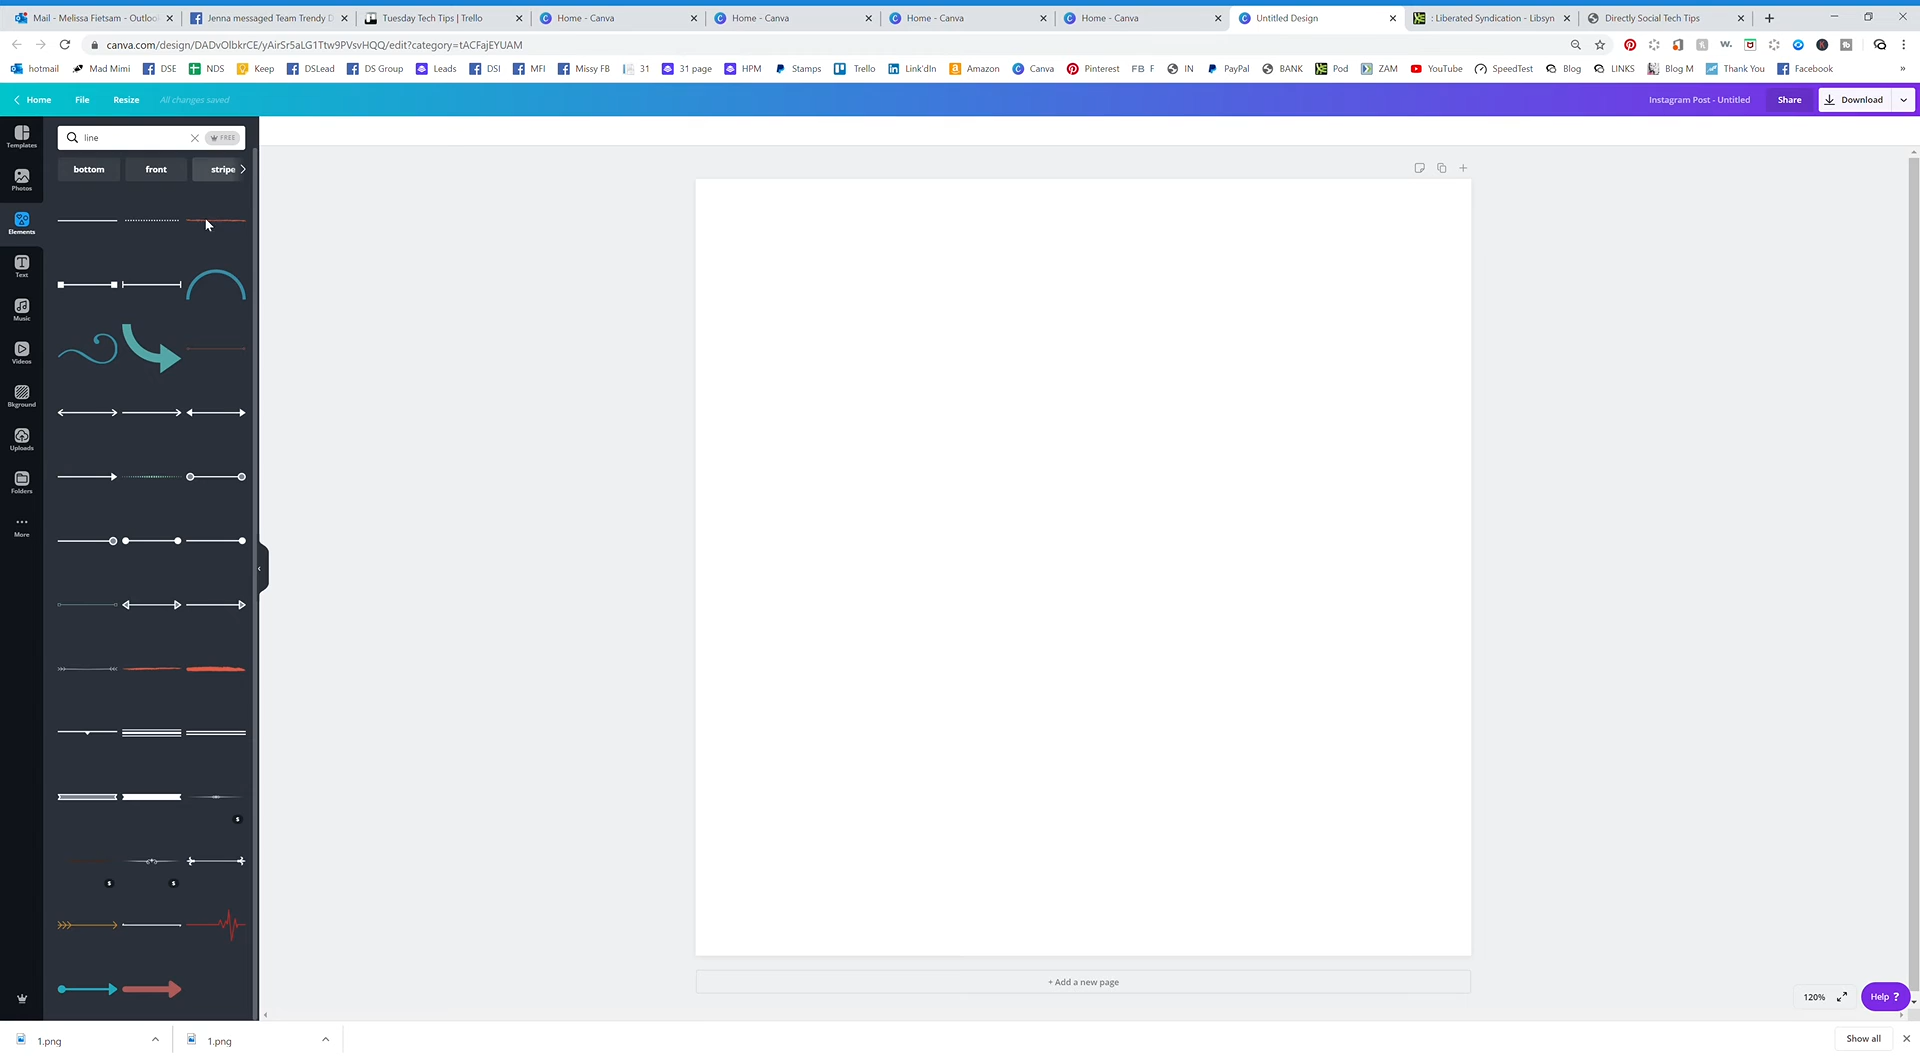 Mail - Melissa Fietsam - Outloo
Jenna messaged Team Trendy D
Tuesday Tech Tips | Trello
Home - Canva
Home - Canva
Home - Canva
Home - Canva
Untitled Design
: Liberated Syndication - Libsyn
Directly Social Tech Tips
canva.com/design/DADvOlbkrCE/yAirSr5aLG1Ttw9PVsvHQQ/edit?category=tACFajEYUAM
hotmail Mad Mimi DSE NDS Keep DSLead DS Group Leads DSI MFI Missy FB 31 31 page HPM Stamps Trello Link'dIn Amazon Canva Pinterest FB F IN PayPal BANK Pod ZAM YouTube SpeedTest Blog LINKS Blog M Thank You Facebook »
Home File Resize All changes saved Instagram Post - Untitled Share Download
line FREE
bottom front stripe
Templates
Photos
Elements
Text
Music
Videos
Bkground
Uploads
Folders
More
$
$ $
+ Add a new page
120% Help ?
1.png 1.png Show all